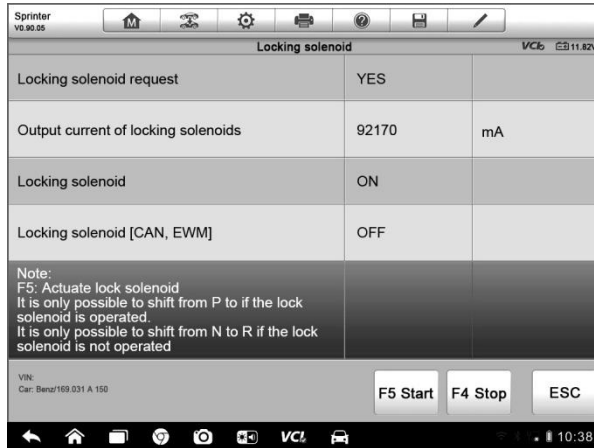 Sprinter
V0.90.05
Locking solenoid
VCI
11.82V
Locking solenoid request YES
Output current of locking solenoids 92170 mA
Locking solenoid ON
Locking solenoid [CAN, EWM] OFF
Note:
F5: Actuate lock solenoid
It is only possible to shift from P to if the lock
solenoid is operated.
It is only possible to shift from N to R if the lock
solenoid is not operated
VIN:
Car: Benz/169.031 A 150
F5 Start F4 Stop ESC
VCI 10:38